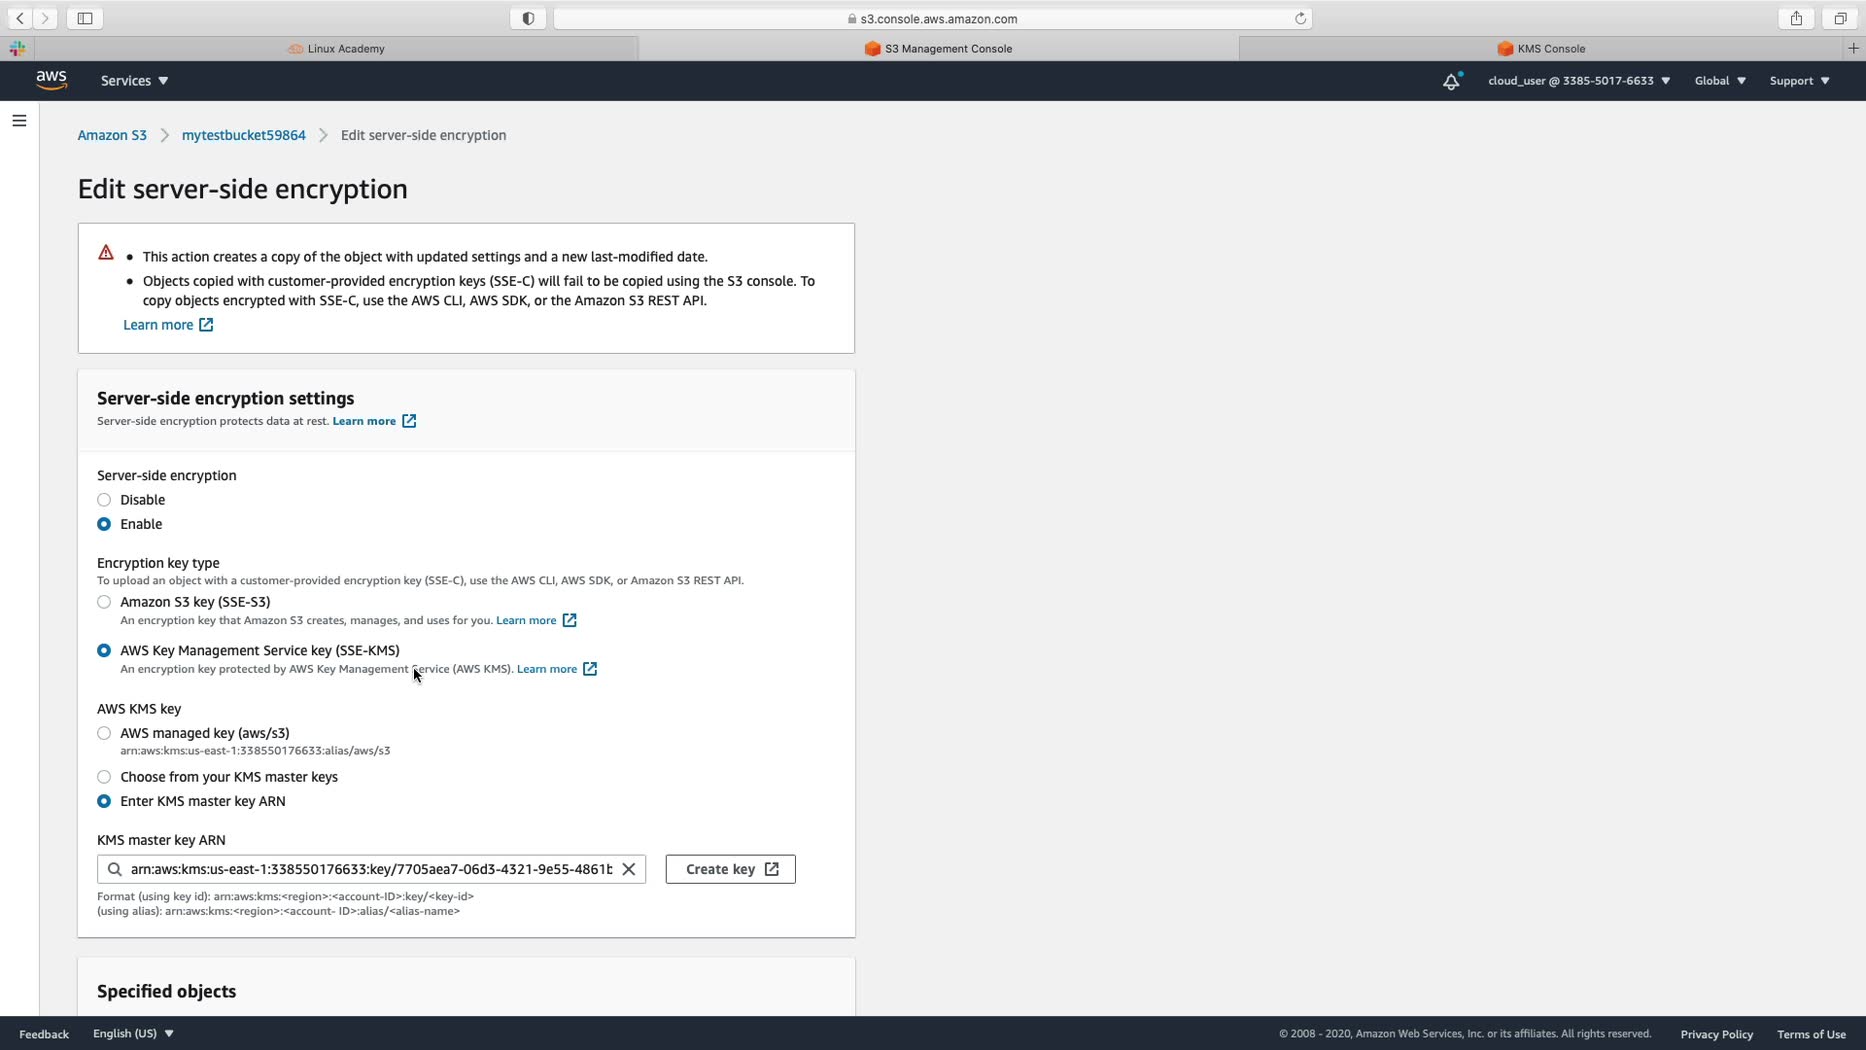 s3.console.aws.amazon.com
Linux Academy
S3 Management Console
KMS Console
aws
Services
cloud_user @ 3385-5017-6633
Global
Support
Amazon S3
mytestbucket59864
Edit server-side encryption
Edit server-side encryption
This action creates a copy of the object with updated settings and a new last-modified date.
Objects copied with customer-provided encryption keys (SSE-C) will fail to be copied using the S3 console. To
copy objects encrypted with SSE-C, use the AWS CLI, AWS SDK, or the Amazon S3 REST API.
Learn more
Server-side encryption settings
Server-side encryption protects data at rest. Learn more
Server-side encryption
Disable
Enable
Encryption key type
To upload an object with a customer-provided encryption key (SSE-C), use the AWS CLI, AWS SDK, or Amazon S3 REST API.
Amazon S3 key (SSE-S3)
An encryption key that Amazon S3 creates, manages, and uses for you. Learn more
AWS Key Management Service key (SSE-KMS)
An encryption key protected by AWS Key Management Service (AWS KMS). Learn more
AWS KMS key
AWS managed key (aws/s3)
arn:aws:kms:us-east-1:338550176633:alias/aws/s3
Choose from your KMS master keys
Enter KMS master key ARN
KMS master key ARN
arn:aws:kms:us-east-1:338550176633:key/7705aea7-06d3-4321-9e55-4861b
Create key
Format (using key id): arn:aws:kms:<region>:<account-ID>:key/<key-id>
(using alias): arn:aws:kms:<region>:<account- ID>:alias/<alias-name>
Specified objects
Feedback
English (US)
© 2008 - 2020, Amazon Web Services, Inc. or its affiliates. All rights reserved.
Privacy Policy
Terms of Use